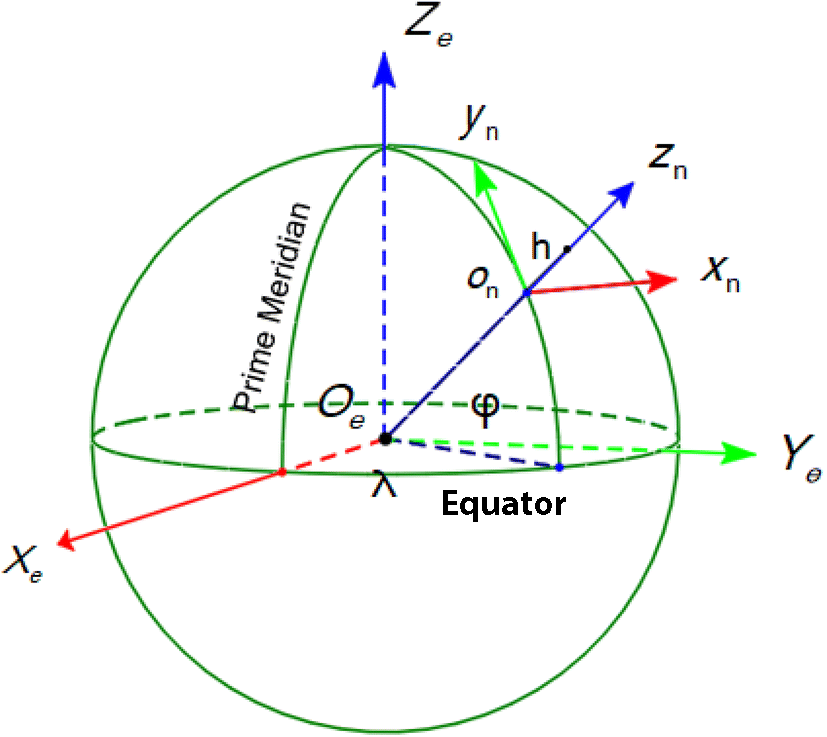 Ze
yn
zn
h
on
xn
Prime Meridian
Oe
φ
Ye
λ
Equator
Xe